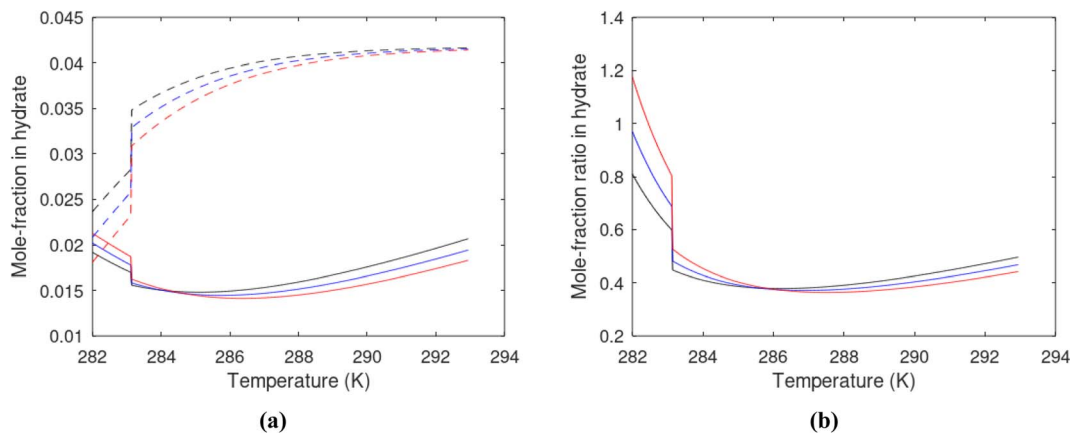 0.045
0.04
0.035
0.03
0.025
0.02
0.015
0.01
Mole-fraction in hydrate
282 284 286 288 290 292 294
Temperature (K)
(a)
1.4
1.2
1
0.8
0.6
0.4
0.2
Mole-fraction ratio in hydrate
282 284 286 288 290 292 294
Temperature (K)
(b)